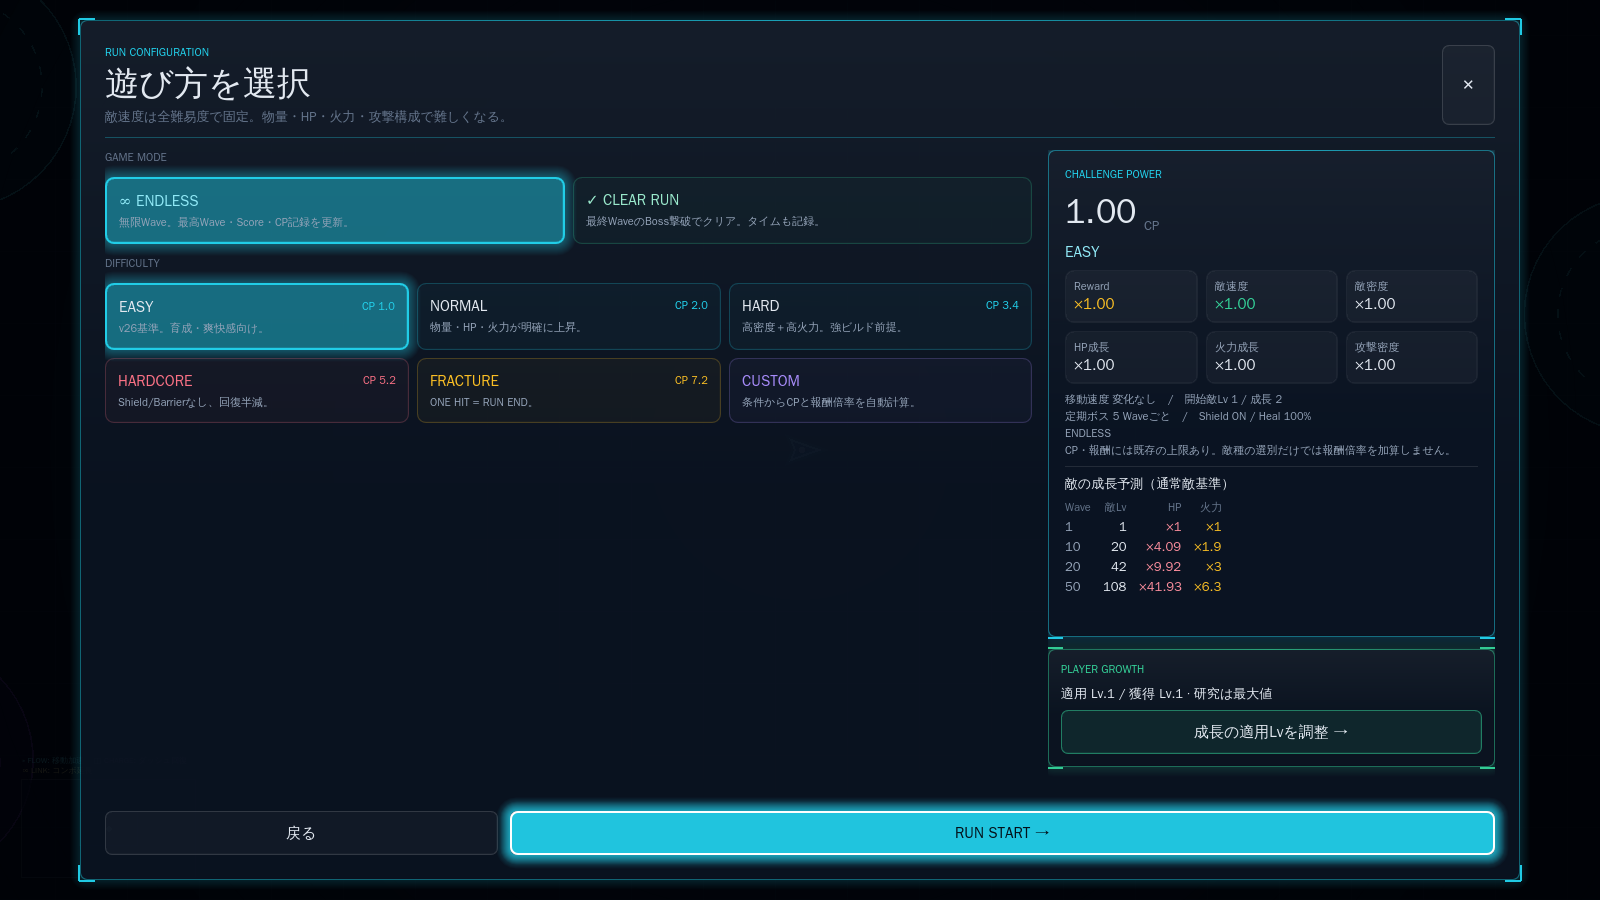 RUN CONFIGURATION
遊び方を選択
敵速度は全難易度で固定。物量・HP・火力・攻撃構成で難しくなる。
×
GAME MODE
∞ ENDLESS
無限Wave。最高Wave・Score・CP記録を更新。
✓ CLEAR RUN
最終WaveのBoss撃破でクリア。タイムも記録。
DIFFICULTY
EASY CP 1.0
v26基準。育成・爽快感向け。
NORMAL CP 2.0
物量・HP・火力が明確に上昇。
HARD CP 3.4
高密度＋高火力。強ビルド前提。
HARDCORE CP 5.2
Shield/Barrierなし、回復半減。
FRACTURE CP 7.2
ONE HIT = RUN END。
CUSTOM
条件からCPと報酬倍率を自動計算。
CHALLENGE POWER
1.00 CP
EASY
Reward
×1.00
敵速度
×1.00
敵密度
×1.00
HP成長
×1.00
火力成長
×1.00
攻撃密度
×1.00
移動速度 変化なし / 開始敵Lv 1 / 成長 2
定期ボス 5 Waveごと / Shield ON / Heal 100%
ENDLESS
CP・報酬には既存の上限あり。敵種の選別だけでは報酬倍率を加算しません。
敵の成長予測（通常敵基準）
Wave 敵Lv HP 火力
1 1 ×1 ×1
10 20 ×4.09 ×1.9
20 42 ×9.92 ×3
50 108 ×41.93 ×6.3
PLAYER GROWTH
適用 Lv.1 / 獲得 Lv.1 · 研究は最大値
成長の適用Lvを調整 →
戻る
RUN START →